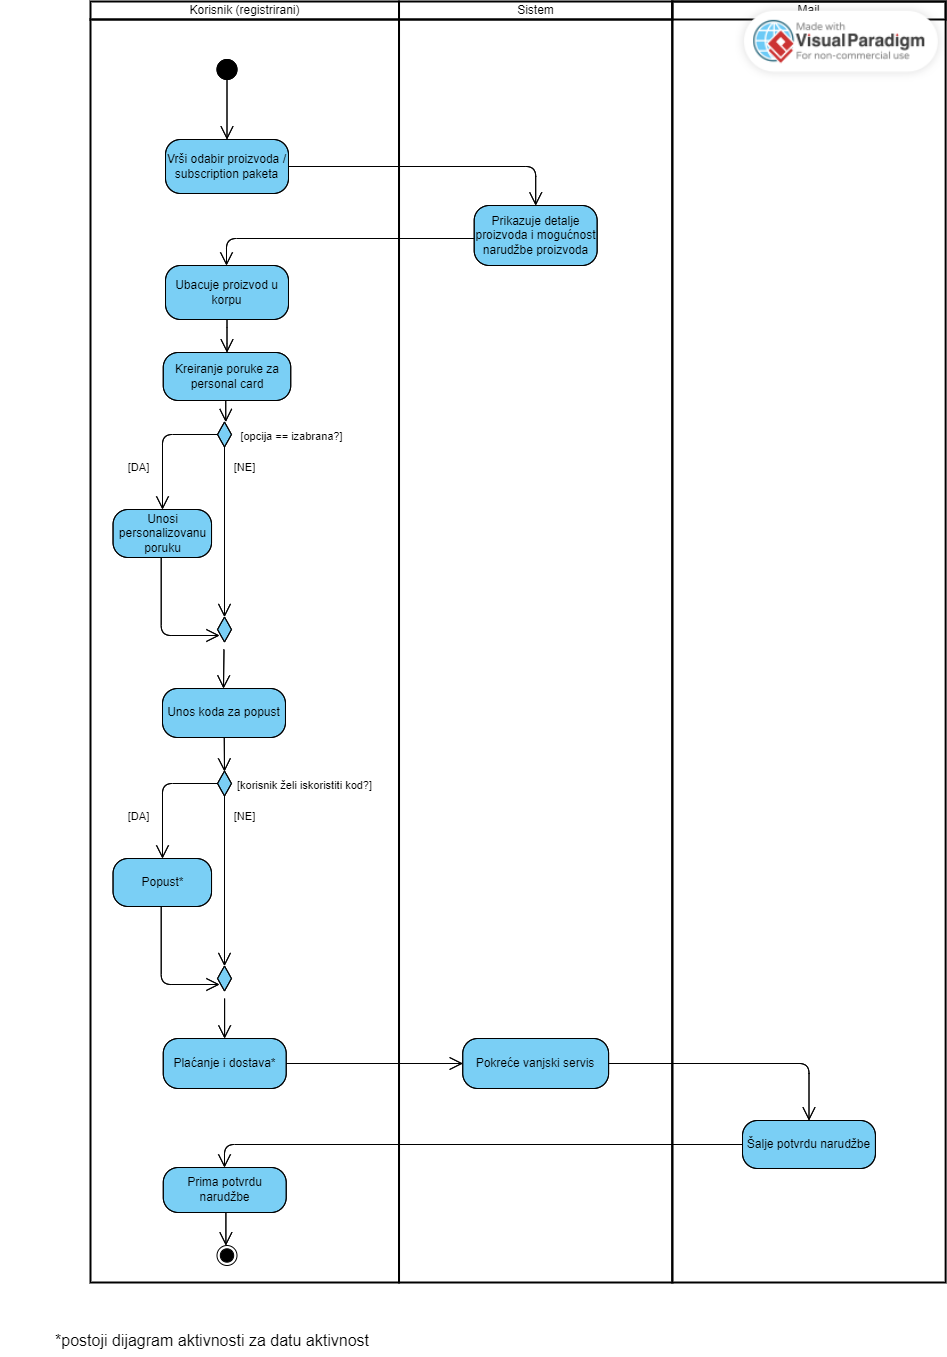 Korisnik (registrirani)
Sistem
Mail
Made with
Visual Paradigm
For non-commercial use
Vrši odabir proizvoda /
subscription paketa
Prikazuje detalje
proizvoda i mogućnost
narudžbe proizvoda
Ubacuje proizvod u
korpu
Kreiranje poruke za
personal card
[opcija == izabrana?]
[DA]
[NE]
Unosi
personalizovanu
poruku
Unos koda za popust
[korisnik želi iskoristiti kod?]
[DA]
[NE]
Popust*
Plaćanje i dostava*
Pokreće vanjski servis
Šalje potvrdu narudžbe
Prima potvrdu
narudžbe
*postoji dijagram aktivnosti za datu aktivnost